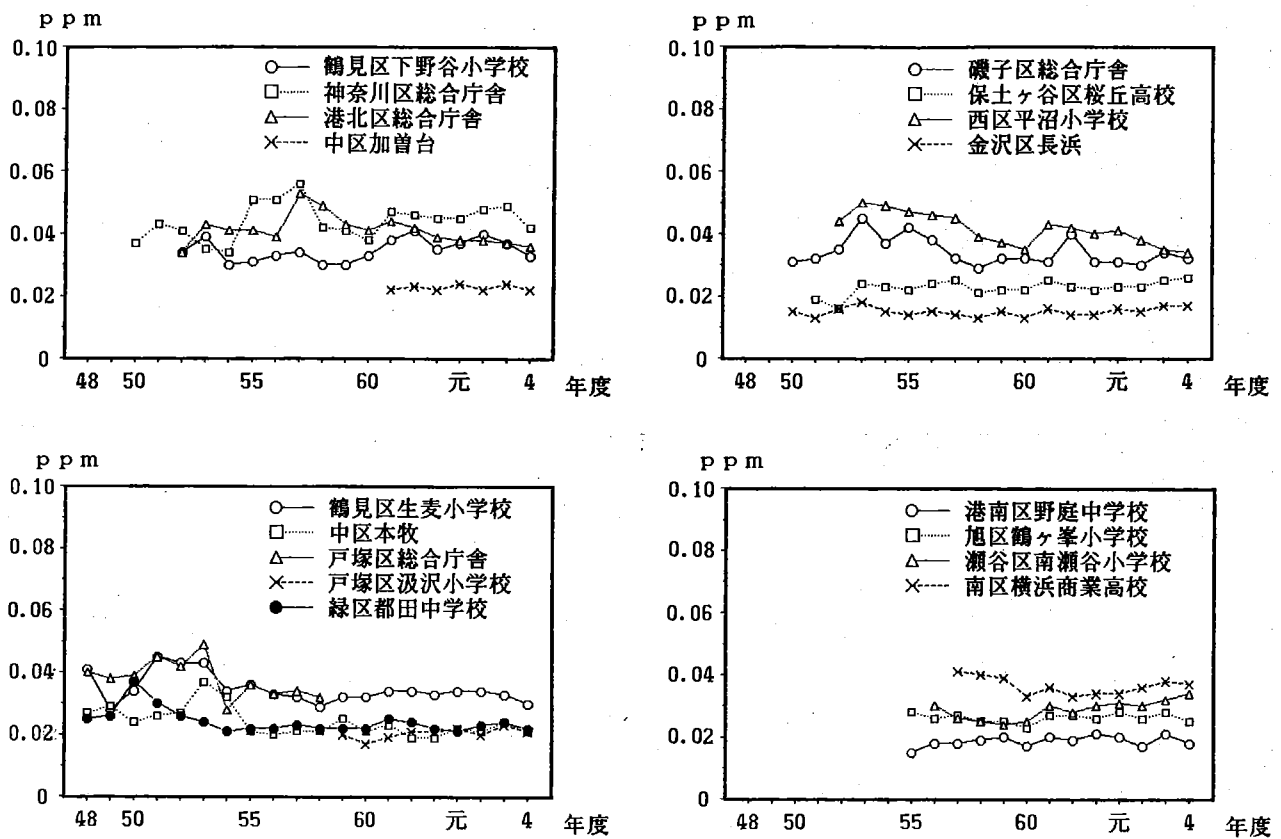 ppm
0.10
0.08
0.06
0.04
0.02
0
鶴見区下野谷小学校
神奈川区総合庁舎
港北区総合庁舎
中区加曽台
48 50 55 60 元 4 年度
ppm
0.10
0.08
0.06
0.04
0.02
0
磯子区総合庁舎
保土ヶ谷区桜丘高校
西区平沼小学校
金沢区長浜
48 50 55 60 元 4 年度
ppm
0.10
0.08
0.06
0.04
0.02
0
鶴見区生麦小学校
中区本牧
戸塚区総合庁舎
戸塚区汲沢小学校
緑区都田中学校
48 50 55 60 元 4 年度
ppm
0.10
0.08
0.06
0.04
0.02
0
港南区野庭中学校
旭区鶴ヶ峯小学校
瀬谷区南瀬谷小学校
南区横浜商業高校
48 50 55 60 元 4 年度